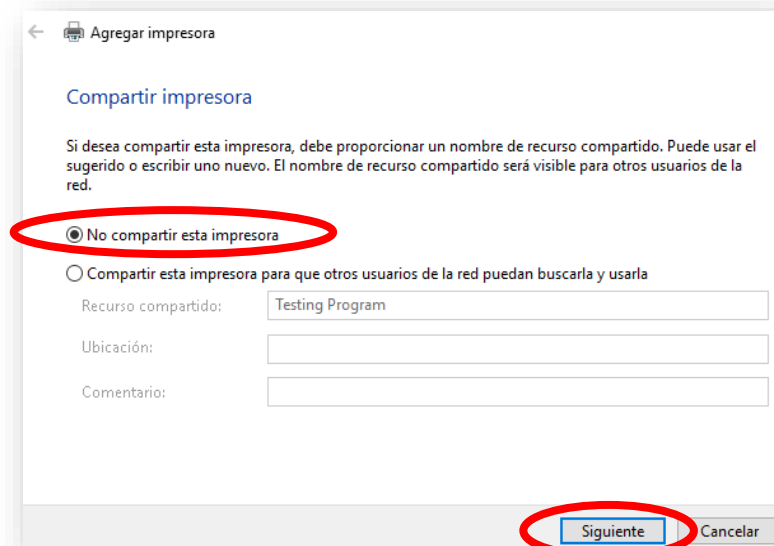 Agregar impresora
Compartir impresora
Si desea compartir esta impresora, debe proporcionar un nombre de recurso compartido. Puede usar el
sugerido o escribir uno nuevo. El nombre de recurso compartido será visible para otros usuarios de la
red.
No compartir esta impresora
Compartir esta impresora para que otros usuarios de la red puedan buscarla y usarla
Recurso compartido: Testing Program
Ubicación:
Comentario:
Siguiente Cancelar